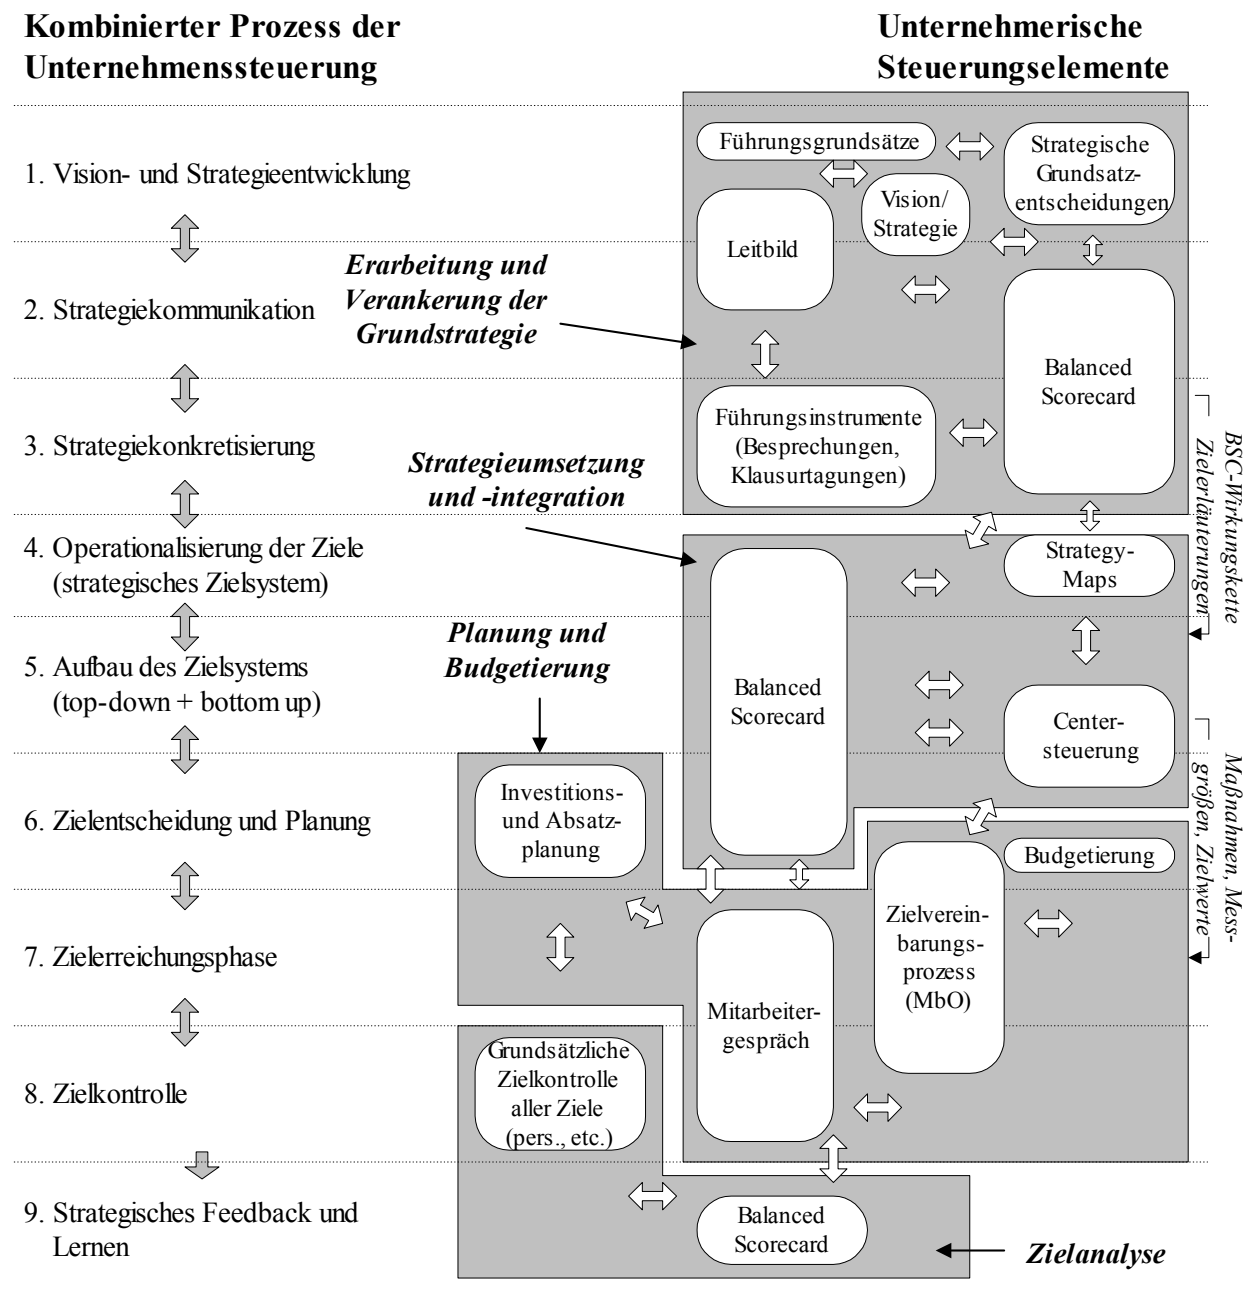 Kombinierter Prozess der
Unternehmenssteuerung
Unternehmerische
Steuerungselemente
1. Vision- und Strategieentwicklung
2. Strategiekommunikation
3. Strategiekonkretisierung
4. Operationalisierung der Ziele
(strategisches Zielsystem)
5. Aufbau des Zielsystems
(top-down + bottom up)
6. Zielentscheidung und Planung
7. Zielerreichungsphase
8. Zielkontrolle
9. Strategisches Feedback und
Lernen
Erarbeitung und
Verankerung der
Grundstrategie
Strategieumsetzung
und -integration
Planung und
Budgetierung
Führungsgrundsätze
Strategische
Grundsatz-
entscheidungen
Vision/
Strategie
Leitbild
Balanced
Scorecard
Führungsinstrumente
(Besprechungen,
Klausurtagungen)
BSC-Wirkungskette
Zielerläuterungen
Strategy-
Maps
Balanced
Scorecard
Center-
steuerung
Maßnahmen, Mess-
größen, Zielwerte
Investitions-
und Absatz-
planung
Budgetierung
Zielverein-
barungs-
prozess
(MbO)
Mitarbeiter-
gespräch
Grundsätzliche
Zielkontrolle
aller Ziele
(pers., etc.)
Balanced
Scorecard
Zielanalyse